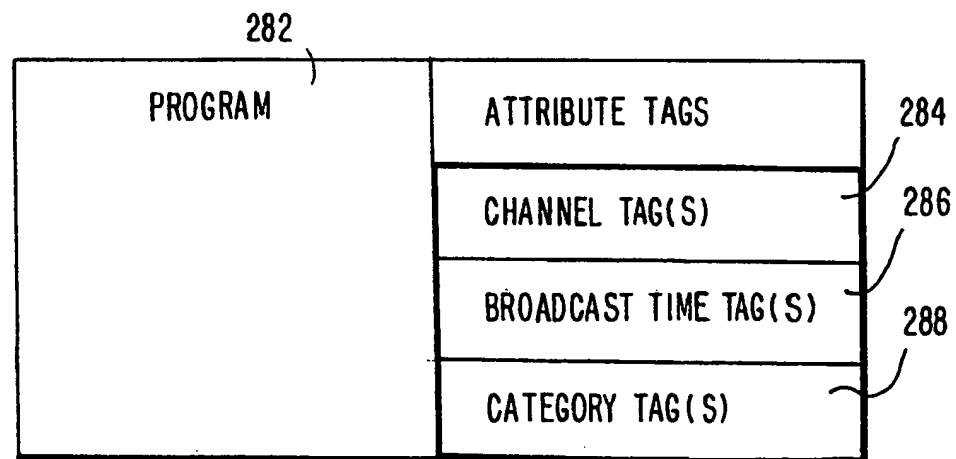 282
PROGRAM
ATTRIBUTE TAGS
284
CHANNEL TAG(S)
286
BROADCAST TIME TAG(S)
288
CATEGORY TAG(S)